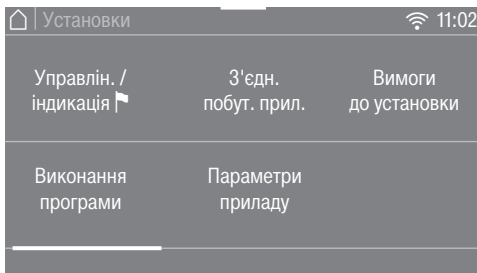 Установки 11:02
Управлін. / З'єдн. Вимоги
індикація побут. прил. до установки
Виконання Параметри
програми приладу